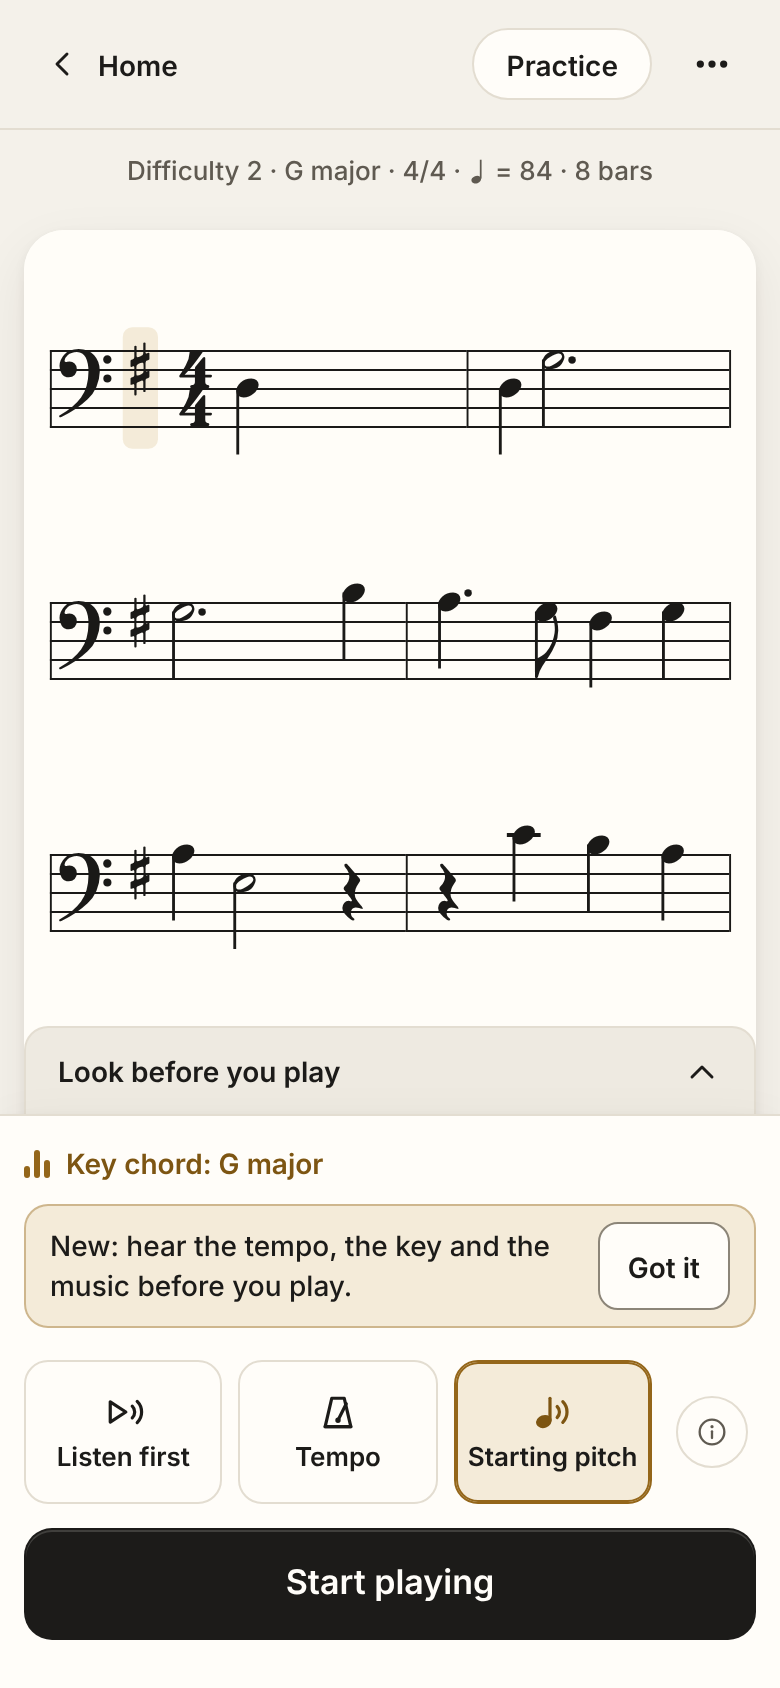 Home
Practice
Difficulty 2 · G major · 4/4 · ♩ = 84 · 8 bars
4
4
Look before you play
Key chord: G major
New: hear the tempo, the key and the
music before you play.
Got it
Listen first
Tempo
Starting pitch
Start playing